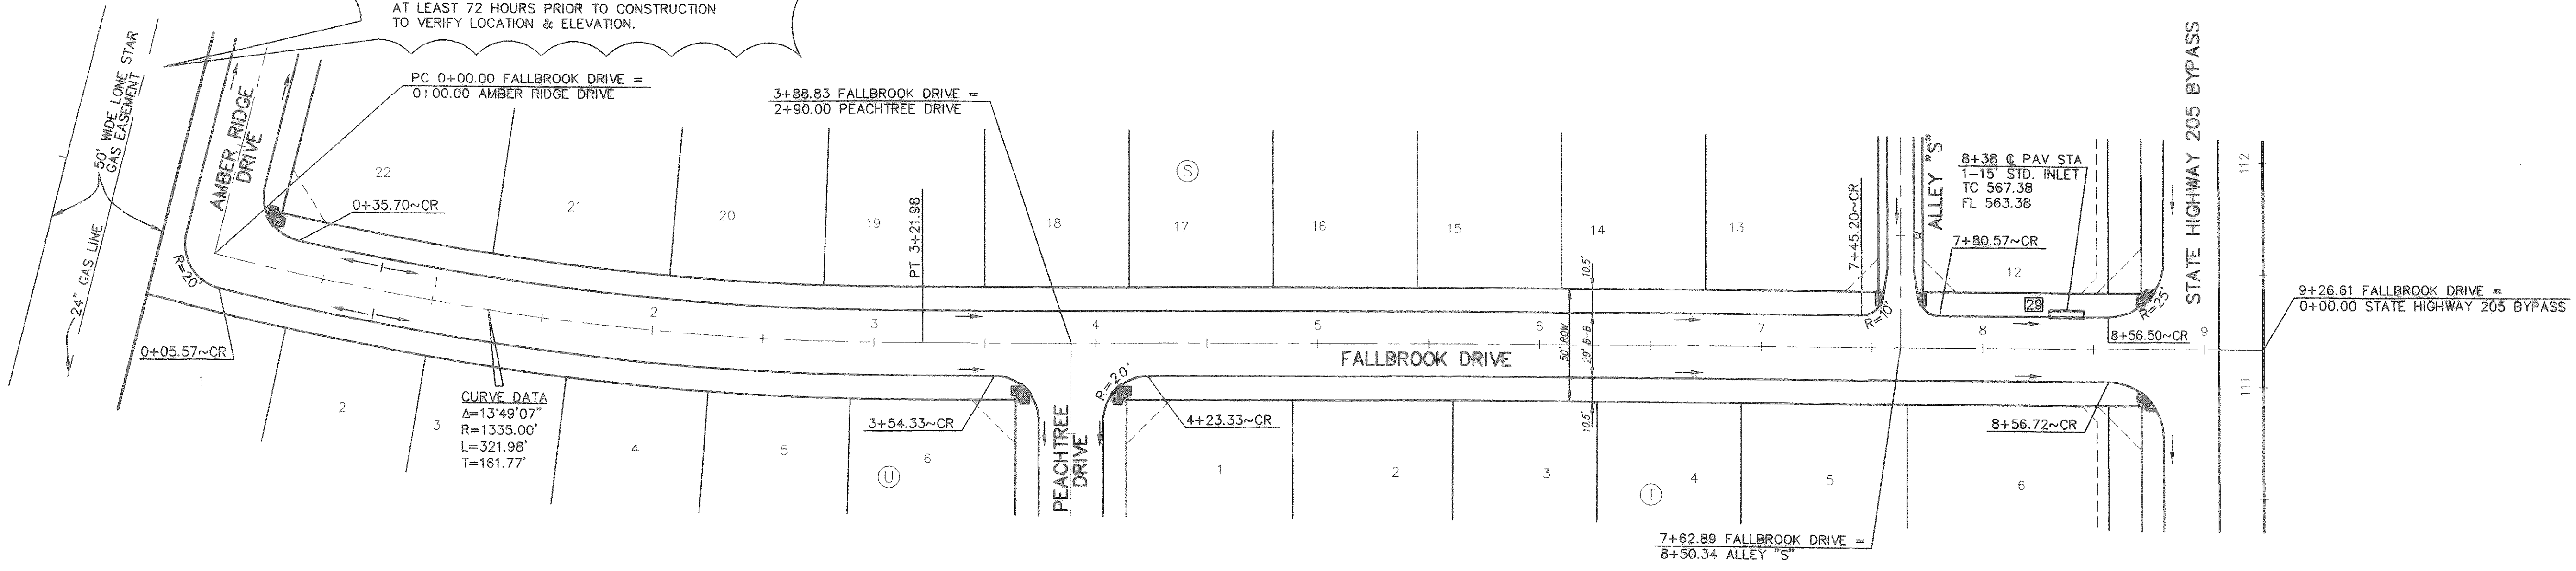 AT LEAST 72 HOURS PRIOR TO CONSTRUCTION
TO VERIFY LOCATION & ELEVATION.
50' WIDE LONE STAR
GAS EASEMENT
24" GAS LINE
AMBER RIDGE
DRIVE
PC 0+00.00 FALLBROOK DRIVE =
0+00.00 AMBER RIDGE DRIVE
3+88.83 FALLBROOK DRIVE =
2+90.00 PEACHTREE DRIVE
22
21
20
19
18
17
16
15
14
13
12
S
0+35.70~CR
PT 3+21.98
7+45.20~CR
ALLEY "S"
8+38 ℄ PAV STA
1-15' STD. INLET
TC 567.38
FL 563.38
7+80.57~CR
29
STATE HIGHWAY 205 BYPASS
112
111
9+26.61 FALLBROOK DRIVE =
0+00.00 STATE HIGHWAY 205 BYPASS
R=20'
R=10'
R=25'
8+56.50~CR
1
2
3
4
5
6
7
8
9
10.5'
50' ROW
29' B-B
10.5'
FALLBROOK DRIVE
0+05.57~CR
CURVE DATA
Δ=13°49'07"
R=1335.00'
L=321.98'
T=161.77'
3+54.33~CR
R=20'
4+23.33~CR
8+56.72~CR
PEACHTREE
DRIVE
1
2
3
4
5
6
U
1
2
3
4
5
6
T
7+62.89 FALLBROOK DRIVE =
8+50.34 ALLEY "S"